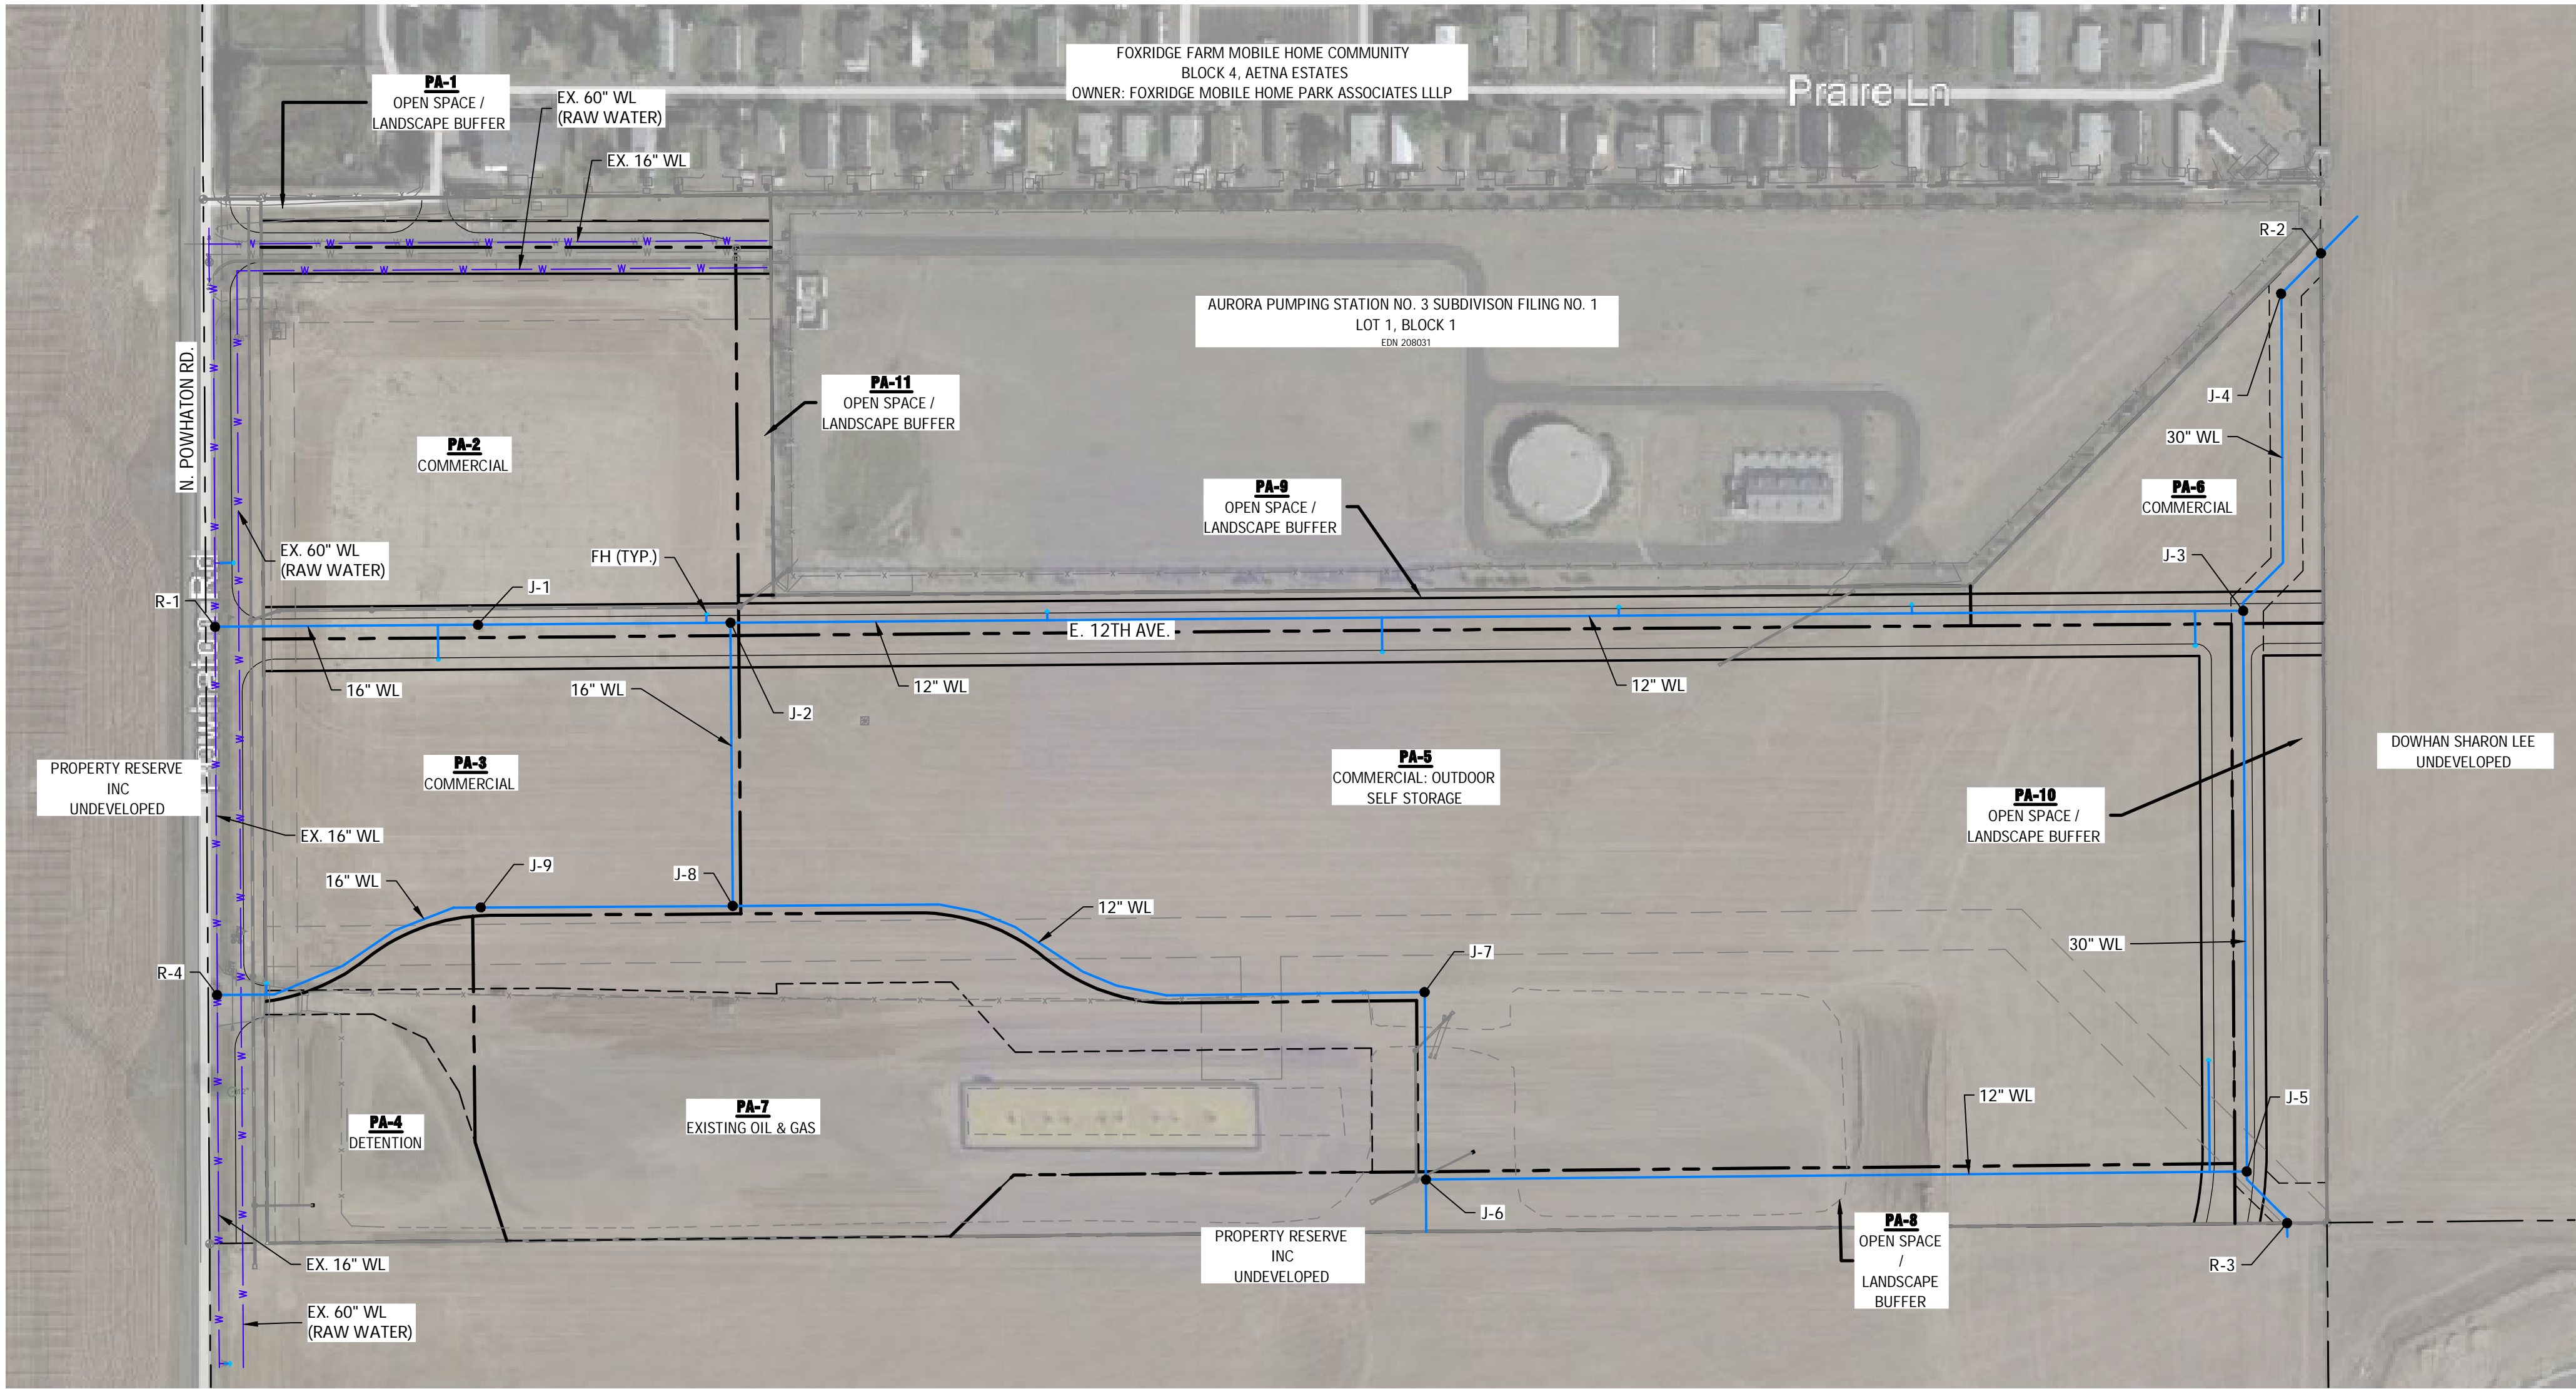 FOXRIDGE FARM MOBILE HOME COMMUNITY
BLOCK 4, AETNA ESTATES
OWNER: FOXRIDGE MOBILE HOME PARK ASSOCIATES LLLP
Praire Ln
PA-1
OPEN SPACE /
LANDSCAPE BUFFER
EX. 60" WL
(RAW WATER)
EX. 16" WL
R-2
AURORA PUMPING STATION NO. 3 SUBDIVISON FILING NO. 1
LOT 1, BLOCK 1
EDN 208031
N. POWHATON RD.
PA-11
OPEN SPACE /
LANDSCAPE BUFFER
J-4
30" WL
PA-2
COMMERCIAL
PA-9
OPEN SPACE /
LANDSCAPE BUFFER
PA-6
COMMERCIAL
EX. 60" WL
(RAW WATER)
FH (TYP.)
J-3
R-1
J-1
E. 12TH AVE.
16" WL
16" WL
12" WL
12" WL
J-2
PROPERTY RESERVE
INC
UNDEVELOPED
PA-3
COMMERCIAL
PA-5
COMMERCIAL: OUTDOOR
SELF STORAGE
DOWHAN SHARON LEE
UNDEVELOPED
PA-10
OPEN SPACE /
LANDSCAPE BUFFER
EX. 16" WL
J-9
J-8
16" WL
12" WL
30" WL
R-4
J-7
PA-4
DETENTION
PA-7
EXISTING OIL & GAS
12" WL
J-5
J-6
PROPERTY RESERVE
INC
UNDEVELOPED
PA-8
OPEN SPACE
/
LANDSCAPE
BUFFER
R-3
EX. 16" WL
EX. 60" WL
(RAW WATER)